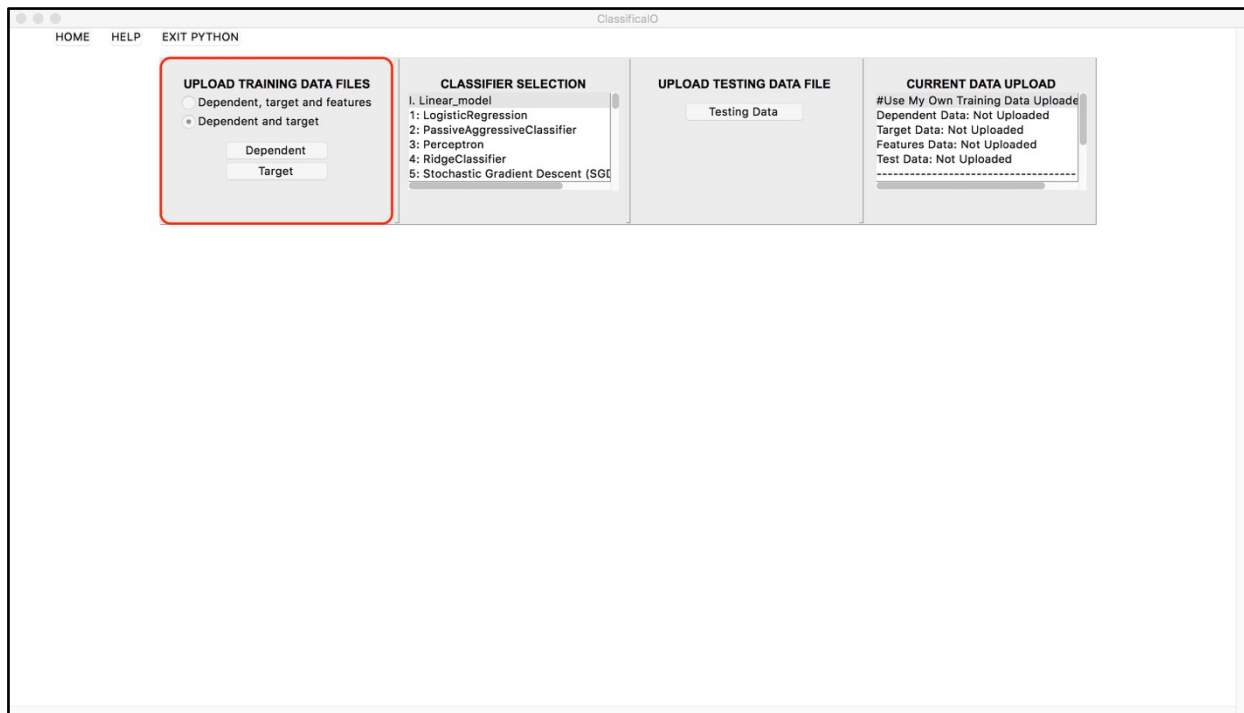 ClassificaIO
HOME HELP EXIT PYTHON
UPLOAD TRAINING DATA FILES
Dependent, target and features
Dependent and target
Dependent
Target
CLASSIFIER SELECTION
I. Linear_model
1: LogisticRegression
2: PassiveAggressiveClassifier
3: Perceptron
4: RidgeClassifier
5: Stochastic Gradient Descent (SGD
UPLOAD TESTING DATA FILE
Testing Data
CURRENT DATA UPLOAD
#Use My Own Training Data Uploade
Dependent Data: Not Uploaded
Target Data: Not Uploaded
Features Data: Not Uploaded
Test Data: Not Uploaded
------------------------------------